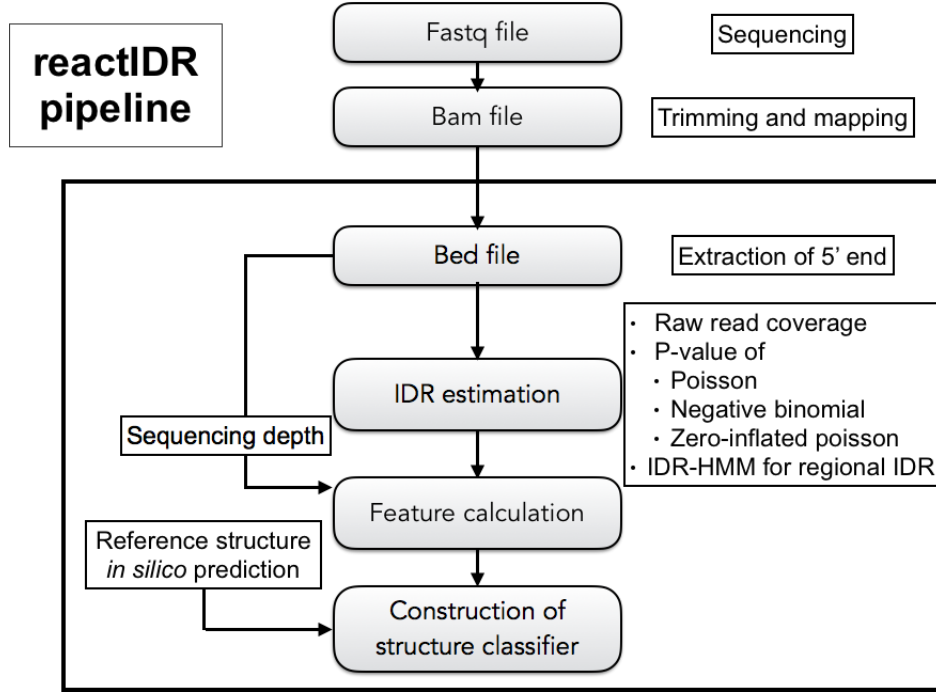 reactIDR
pipeline
Fastq file
Sequencing
Bam file
Trimming and mapping
Bed file
Extraction of 5’ end
・ Raw read coverage
・ P-value of
・ Poisson
・ Negative binomial
・ Zero-inflated poisson
・ IDR-HMM for regional IDR
IDR estimation
Sequencing depth
Feature calculation
Reference structure
in silico prediction
Construction of
structure classifier